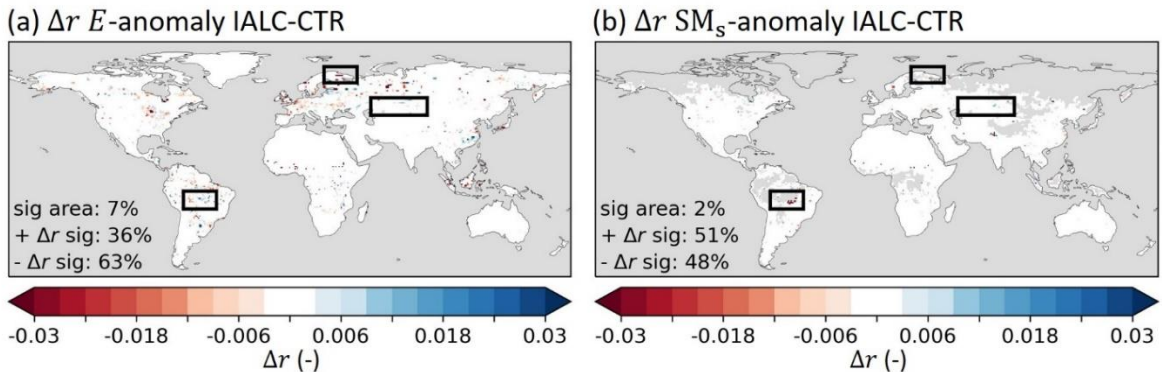 (a) Δr E-anomaly IALC-CTR
sig area: 7%
+ Δr sig: 36%
- Δr sig: 63%
-0.03 -0.018 -0.006 0.006 0.018 0.03
Δr (-)
(b) Δr SMs-anomaly IALC-CTR
sig area: 2%
+ Δr sig: 51%
- Δr sig: 48%
-0.03 -0.018 -0.006 0.006 0.018 0.03
Δr (-)